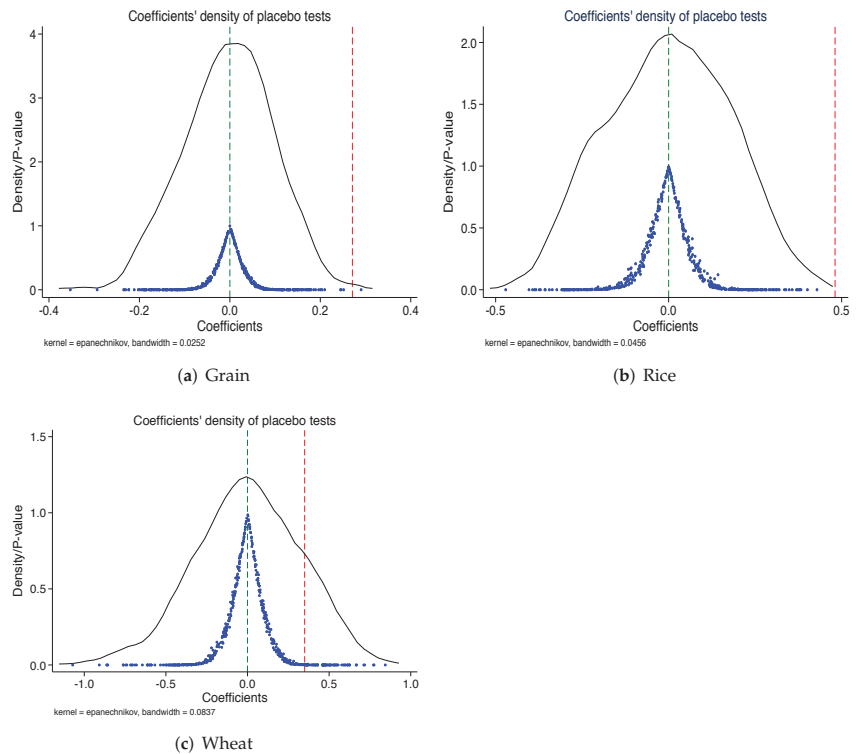 Coefficients' density of placebo tests
Density/P-value
4
3
2
1
0
-0.4
-0.2
0.0
0.2
0.4
Coefficients
kernel = epanechnikov, bandwidth = 0.0252
(a) Grain
Coefficients' density of placebo tests
Density/P-value
2.0
1.5
1.0
0.5
0.0
-0.5
0.0
0.5
Coefficients
kernel = epanechnikov, bandwidth = 0.0456
(b) Rice
Coefficients' density of placebo tests
Density/P-value
1.5
1.0
0.5
0.0
-1.0
-0.5
0.0
0.5
1.0
Coefficients
kernel = epanechnikov, bandwidth = 0.0837
(c) Wheat